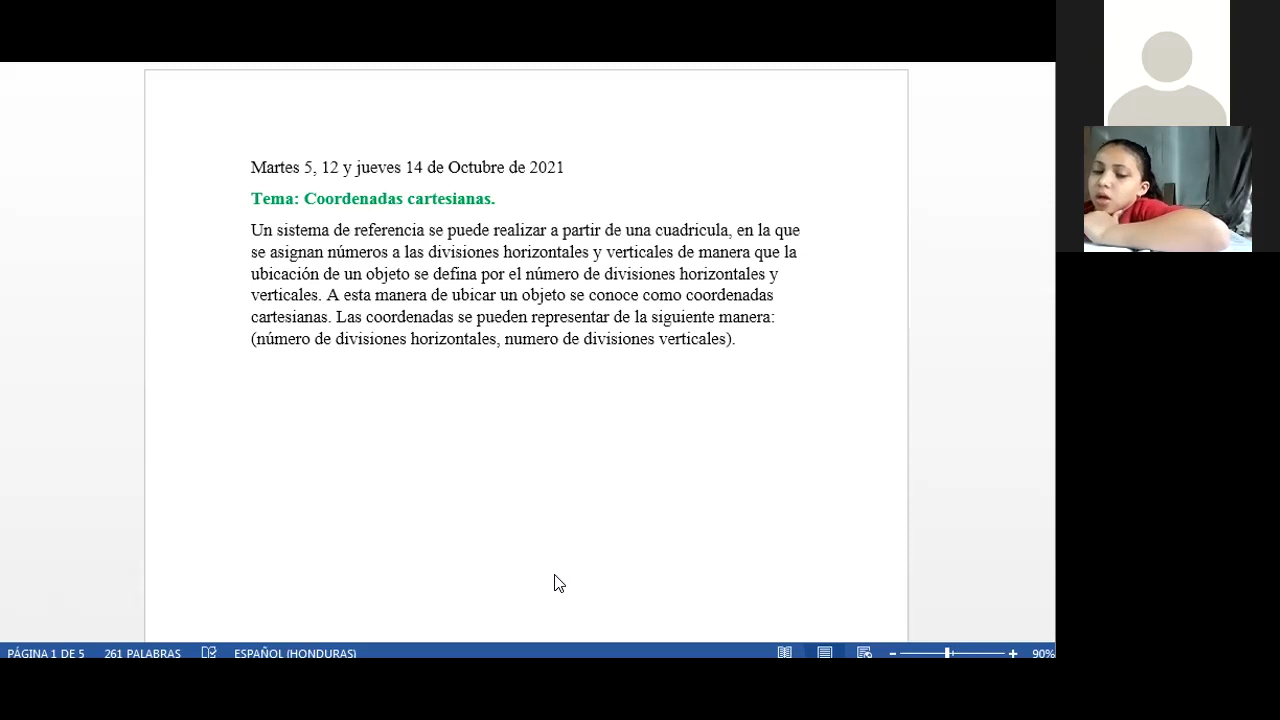 Martes 5, 12 y jueves 14 de Octubre de 2021
Tema: Coordenadas cartesianas.
Un sistema de referencia se puede realizar a partir de una cuadricula, en la que
se asignan números a las divisiones horizontales y verticales de manera que la
ubicación de un objeto se defina por el número de divisiones horizontales y
verticales. A esta manera de ubicar un objeto se conoce como coordenadas
cartesianas. Las coordenadas se pueden representar de la siguiente manera:
(número de divisiones horizontales, numero de divisiones verticales).
PÁGINA 1 DE 5 261 PALABRAS ESPAÑOL (HONDURAS) 90%